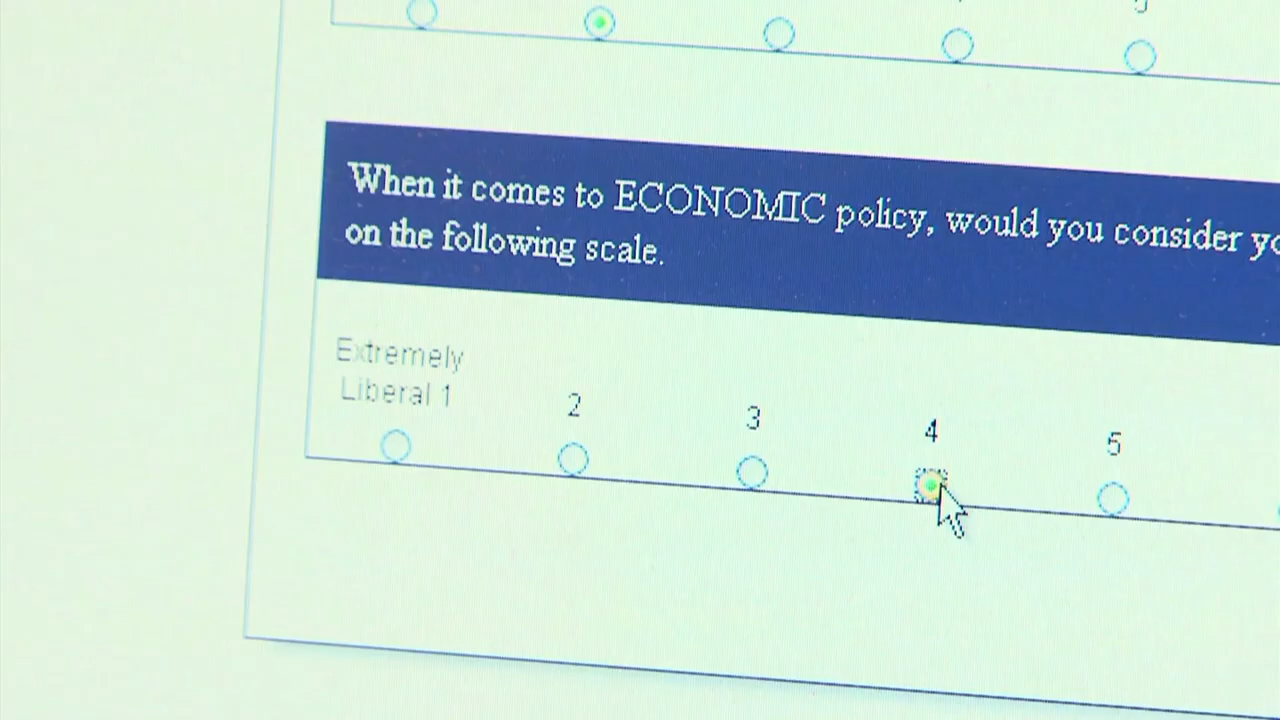 When it comes to ECONOMIC policy, would you consider
on the following scale.
Extremely
Liberal 1
2
3
4
5